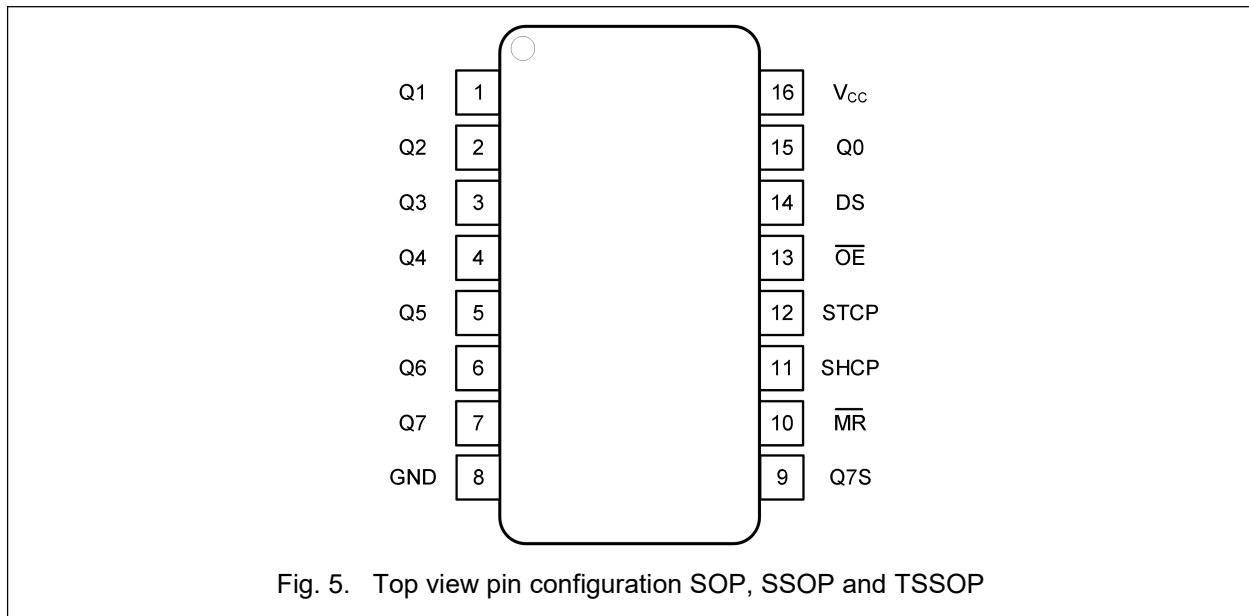 Q1 1 16 VCC
Q2 2 15 Q0
Q3 3 14 DS
Q4 4 13 O̅E̅
Q5 5 12 STCP
Q6 6 11 SHCP
Q7 7 10 M̅R̅
GND 8 9 Q7S
Fig. 5. Top view pin configuration SOP, SSOP and TSSOP